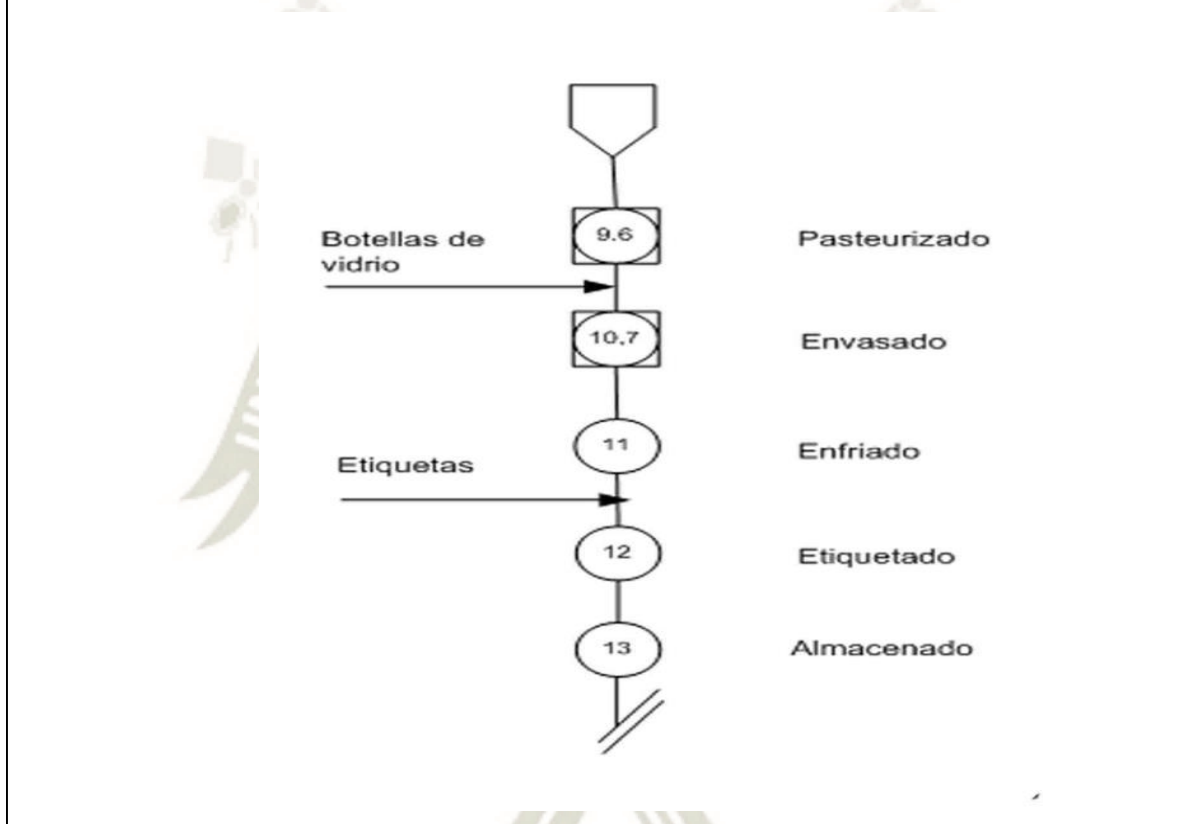 9.6
Pasteurizado
Botellas de
vidrio
10,7
Envasado
11
Enfriado
Etiquetas
12
Etiquetado
13
Almacenado